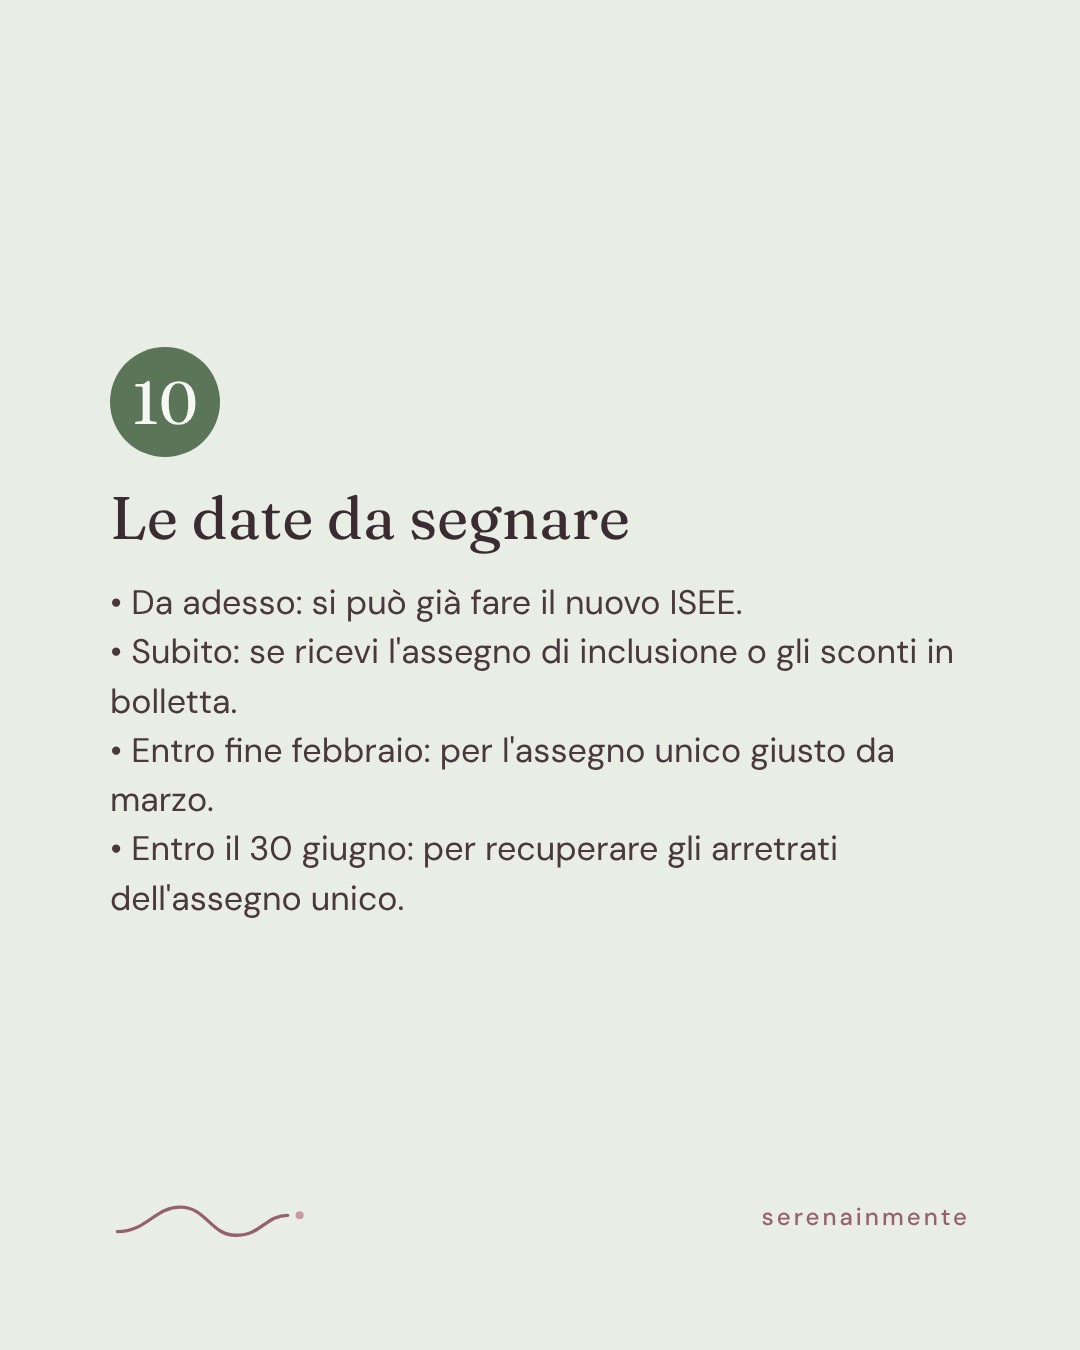 10
Le date da segnare
• Da adesso: si può già fare il nuovo ISEE.
• Subito: se ricevi l'assegno di inclusione o gli sconti in
bolletta.
• Entro fine febbraio: per l'assegno unico giusto da
marzo.
• Entro il 30 giugno: per recuperare gli arretrati
dell'assegno unico.
serenainmente